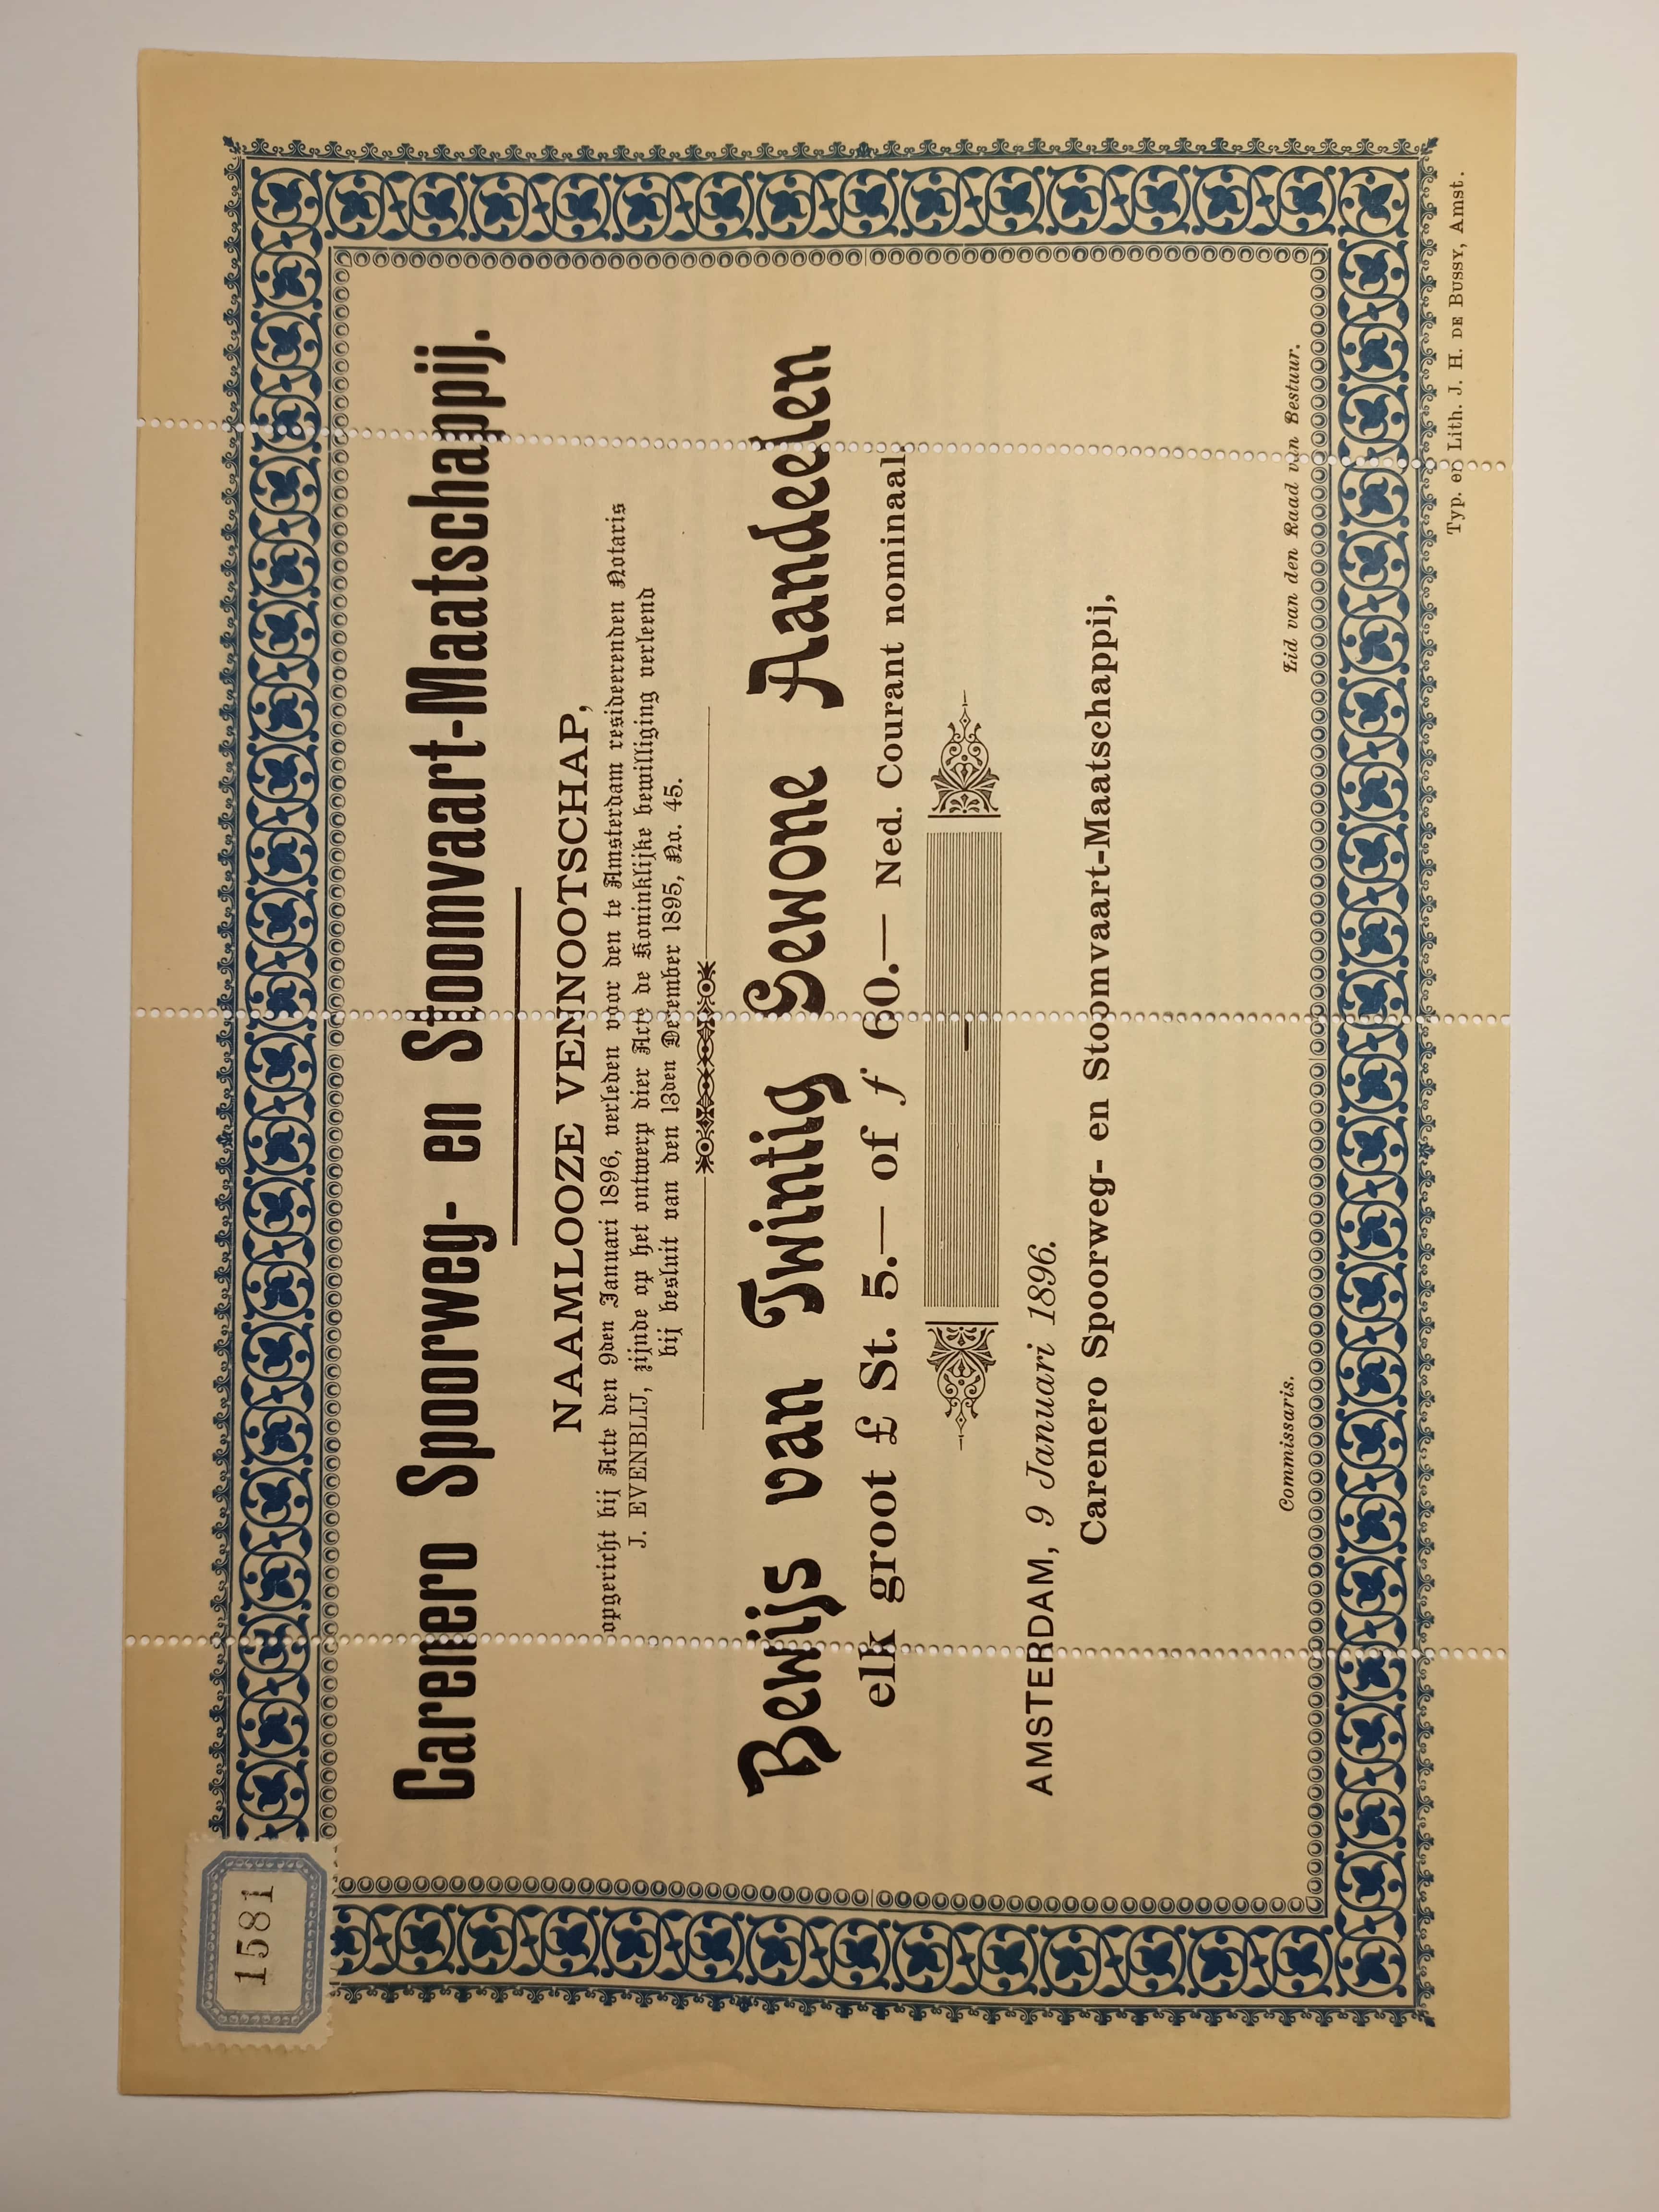 1581
Carenero Spoorweg- en Stoomvaart-Maatschappij.
NAAMLOOZE VENNOOTSCHAP,
opgericht bij Acte den 9den Januari 1896, verleden voor den te Amsterdam resideerenden Notaris
J. EVENBLIJ, zijnde op het ontwerp dier Acte de Koninklijke bewilliging verleend
bij besluit van den 13den December 1895, No. 45.
Bewijs van Twintig Gewone Aandeelen
elk groot £ St. 5.— of f 60.— Ned. Courant nominaal.
AMSTERDAM, 9 Januari 1896.
Carenero Spoorweg- en Stoomvaart-Maatschappij,
Commissaris.
Lid van den Raad van Bestuur.
Typ. en Lith. J. H. DE BUSSY, Amst.